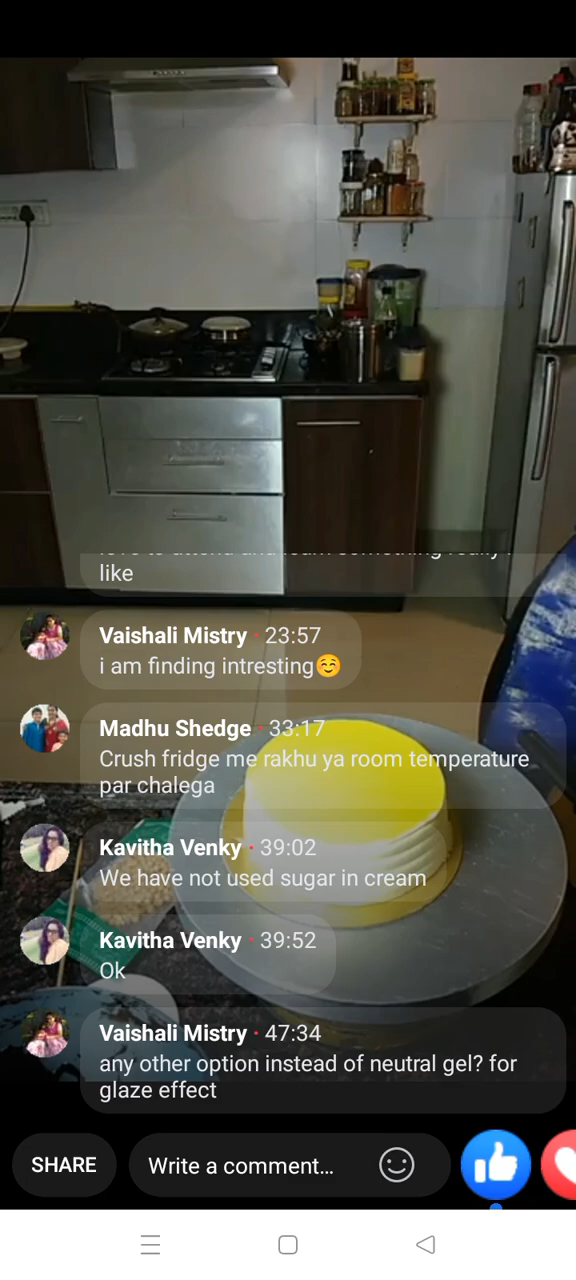 like
Vaishali Mistry · 23:57
i am finding intresting☺️
Madhu Shedge · 33:17
Crush fridge me rakhu ya room temperature
par chalega
Kavitha Venky · 39:02
We have not used sugar in cream
Kavitha Venky · 39:52
Ok
Vaishali Mistry · 47:34
any other option instead of neutral gel? for
glaze effect
SHARE
Write a comment...